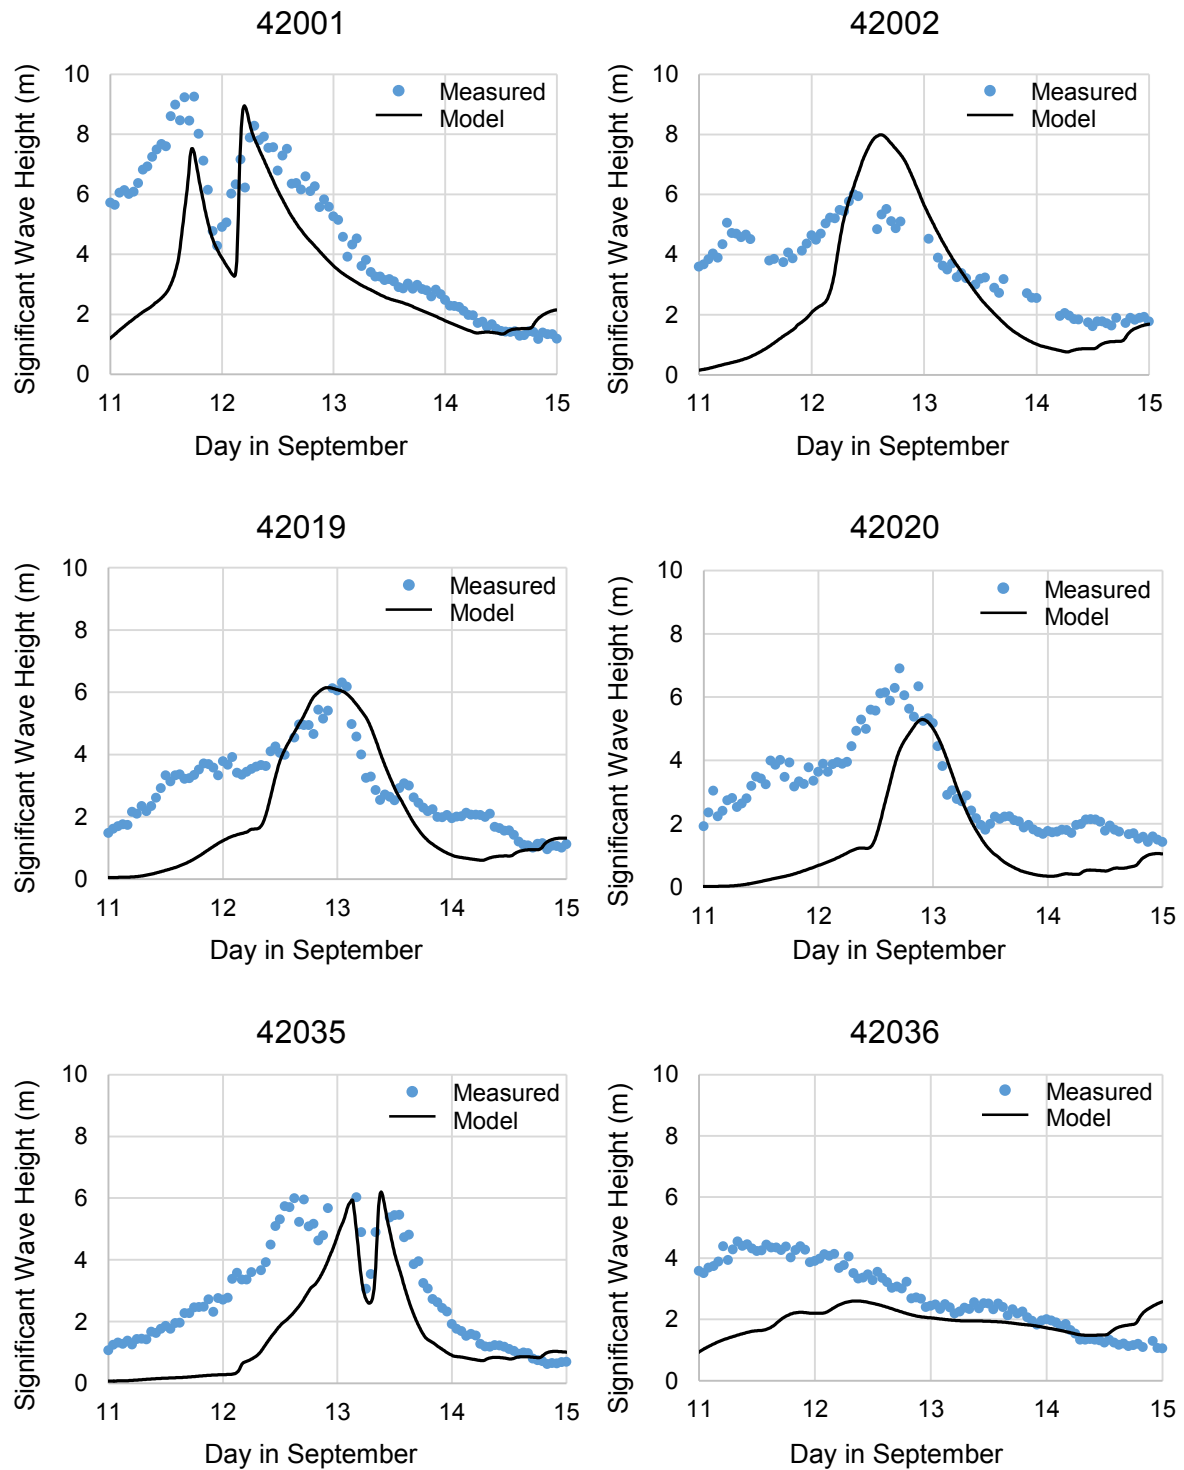 42001
Significant Wave Height (m)
10
8
6
4
2
0
Measured
Model
11 12 13 14 15
Day in September
42002
Significant Wave Height (m)
10
8
6
4
2
0
Measured
Model
11 12 13 14 15
Day in September
42019
Significant Wave Height (m)
10
8
6
4
2
0
Measured
Model
11 12 13 14 15
Day in September
42020
Significant Wave Height (m)
10
8
6
4
2
0
Measured
Model
11 12 13 14 15
Day in September
42035
Significant Wave Height (m)
10
8
6
4
2
0
Measured
Model
11 12 13 14 15
Day in September
42036
Significant Wave Height (m)
10
8
6
4
2
0
Measured
Model
11 12 13 14 15
Day in September